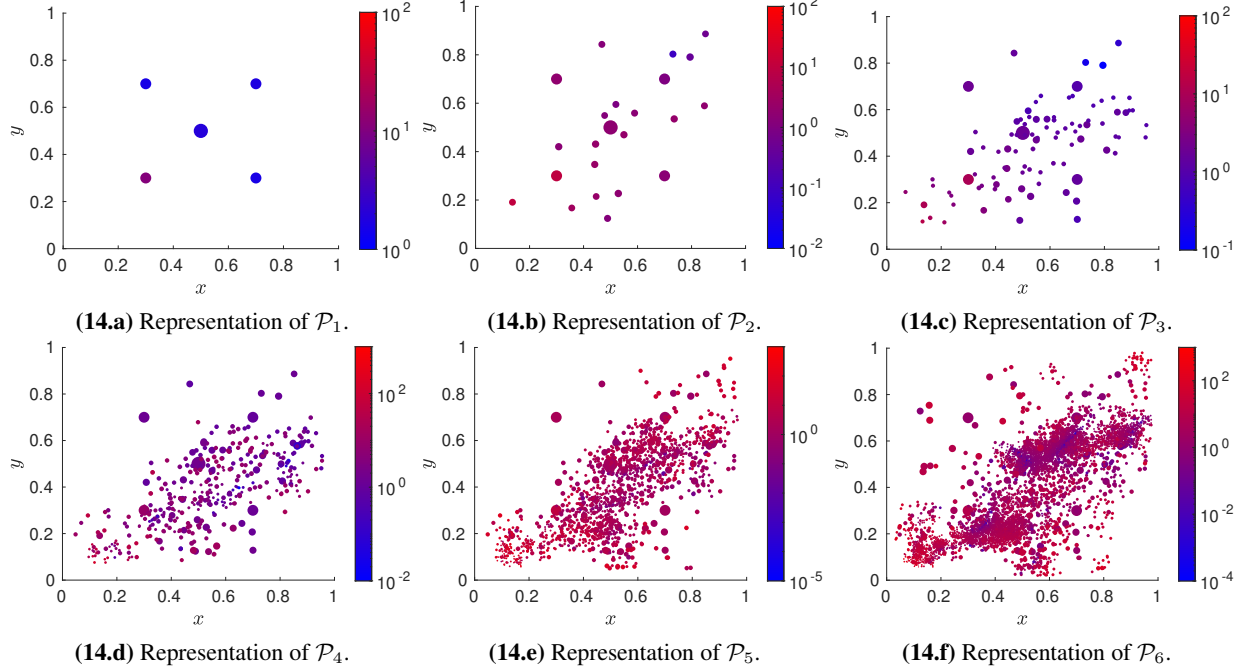 1
0.8
0.6
0.4
0.2
0
0 0.2 0.4 0.6 0.8 1
y
x
10^2
10^1
10^0
(14.a) Representation of 𝒫₁.
1
0.8
0.6
0.4
0.2
0
0 0.2 0.4 0.6 0.8 1
y
x
10^2
10^1
10^0
10^-1
10^-2
(14.b) Representation of 𝒫₂.
1
0.8
0.6
0.4
0.2
0
0 0.2 0.4 0.6 0.8 1
y
x
10^2
10^1
10^0
10^-1
(14.c) Representation of 𝒫₃.
1
0.8
0.6
0.4
0.2
0
0 0.2 0.4 0.6 0.8 1
y
x
10^2
10^0
10^-2
(14.d) Representation of 𝒫₄.
1
0.8
0.6
0.4
0.2
0
0 0.2 0.4 0.6 0.8 1
y
x
10^0
10^-5
(14.e) Representation of 𝒫₅.
1
0.8
0.6
0.4
0.2
0
0 0.2 0.4 0.6 0.8 1
y
x
10^2
10^0
10^-2
10^-4
(14.f) Representation of 𝒫₆.